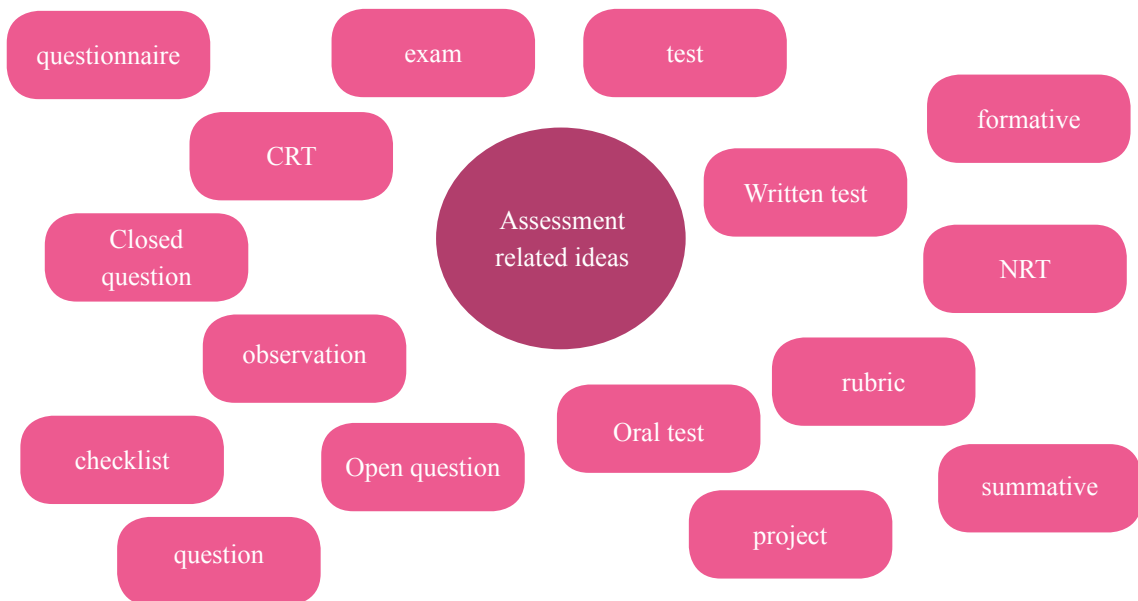 questionnaire
exam
test
formative
CRT
Written test
Assessment
related ideas
Closed
question
NRT
observation
rubric
Oral test
checklist
Open question
summative
project
question